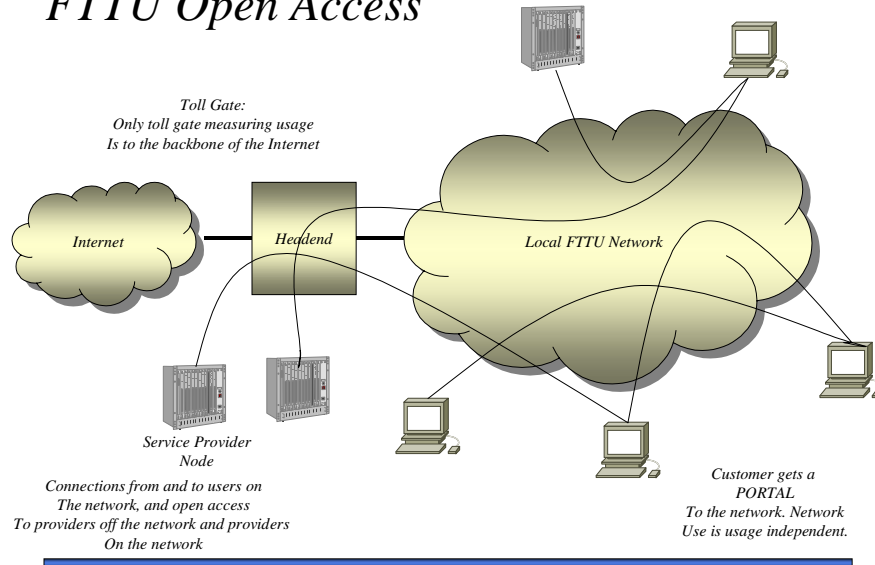 FTTU Open Access
Toll Gate:
Only toll gate measuring usage
Is to the backbone of the Internet
Internet
Headend
Local FTTU Network
Service Provider
Node
Connections from and to users on
The network, and open access
To providers off the network and providers
On the network
Customer gets a
PORTAL
To the network. Network
Use is usage independent.